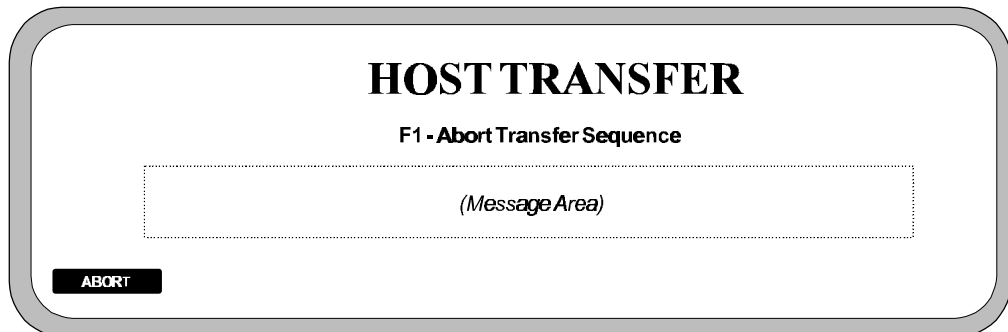 HOST TRANSFER
F1 - Abort Transfer Sequence
(Message Area)
ABORT